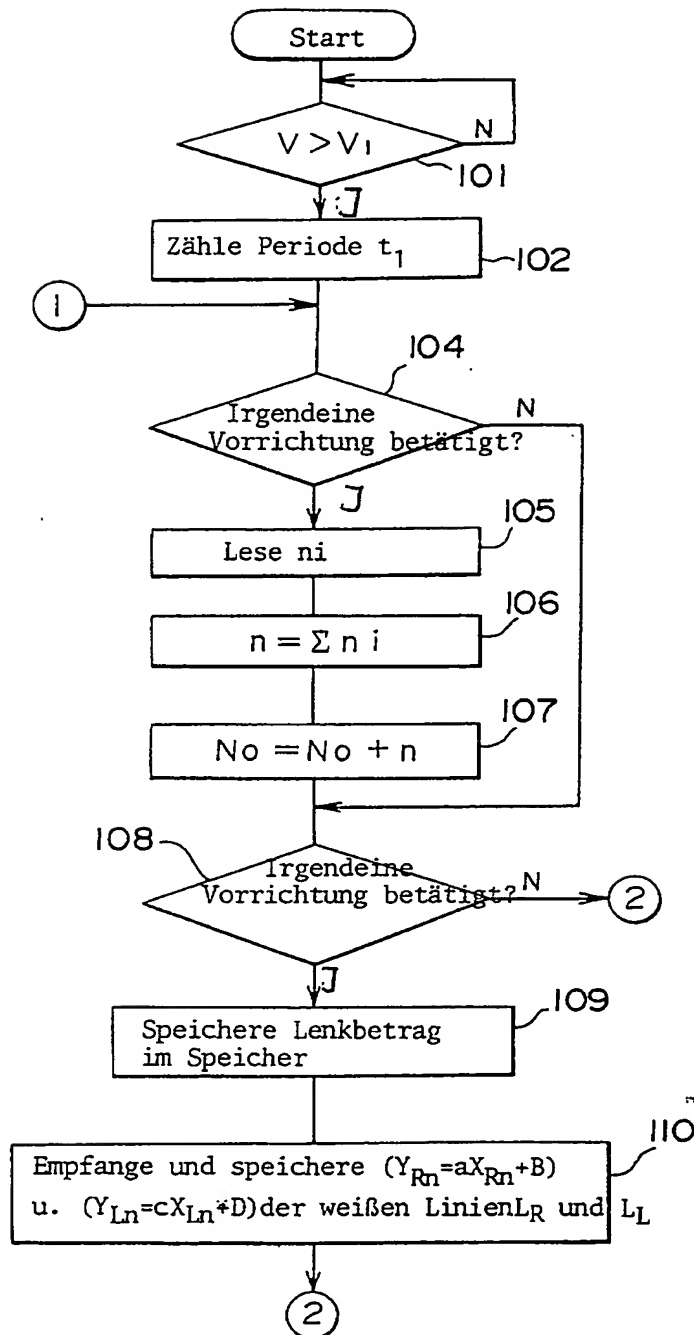 Start
V > V1
N
101
J
Zähle Periode t1
102
1
104
Irgendeine
Vorrichtung betätigt?
N
J
105
Lese ni
106
n = Σ n i
107
No = No + n
108
Irgendeine
Vorrichtung betätigt?
N
2
J
109
Speichere Lenkbetrag
im Speicher
110
Empfange und speichere (YRn=aXRn+B)
u. (YLn=cXLn+D)der weißen LinienLR und LL
2